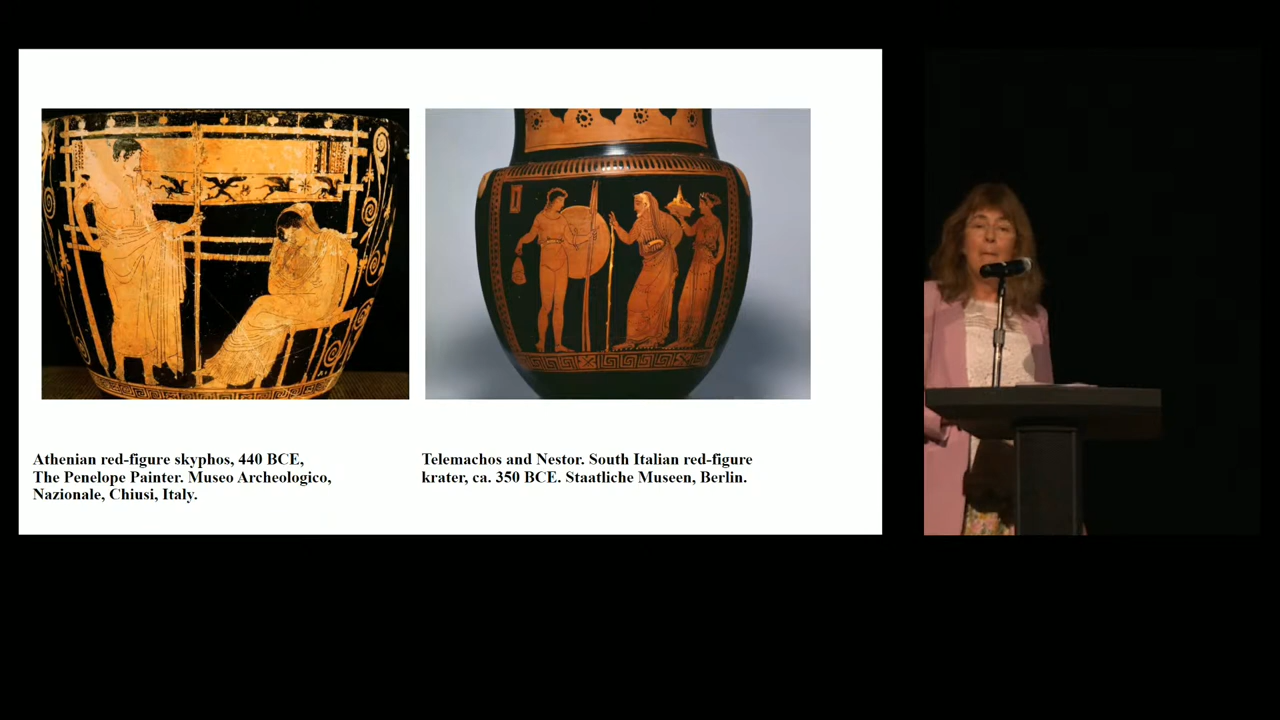 Athenian red-figure skyphos, 440 BCE,
The Penelope Painter. Museo Archeologico,
Nazionale, Chiusi, Italy.
Telemachos and Nestor. South Italian red-figure
krater, ca. 350 BCE. Staatliche Museen, Berlin.